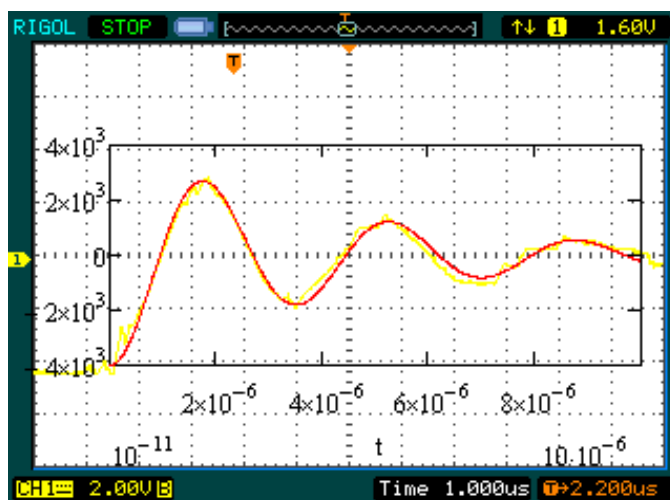 RIGOL STOP T ↑↓ 1 1.60V
T
4×10³
2×10³
1 0
2×10³
4×10³
2×10⁻⁶ 4×10⁻⁶ 6×10⁻⁶ 8×10⁻⁶
10⁻¹¹ t 10·10⁻⁶
CH1 2.00V B Time 1.000us T→2.200us